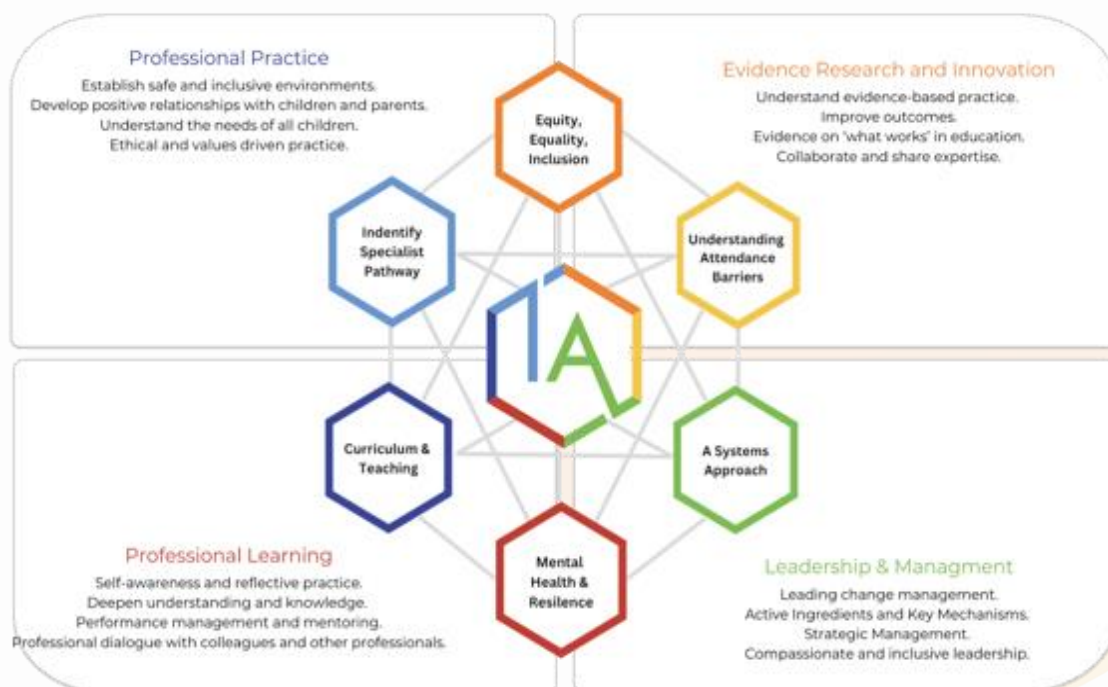 Professional Practice
Establish safe and inclusive environments.
Develop positive relationships with children and parents.
Understand the needs of all children.
Ethical and values driven practice.
Evidence Research and Innovation
Understand evidence-based practice.
Improve outcomes.
Evidence on 'what works' in education.
Collaborate and share expertise.
Equity,
Equality,
Inclusion
Indentify
Specialist
Pathway
Understanding
Attendance
Barriers
1A
Curriculum &
Teaching
A Systems
Approach
Mental
Health &
Resilence
Professional Learning
Self-awareness and reflective practice.
Deepen understanding and knowledge.
Performance management and mentoring.
Professional dialogue with colleagues and other professionals.
Leadership & Managment
Leading change management.
Active Ingredients and Key Mechanisms.
Strategic Management.
Compassionate and inclusive leadership.